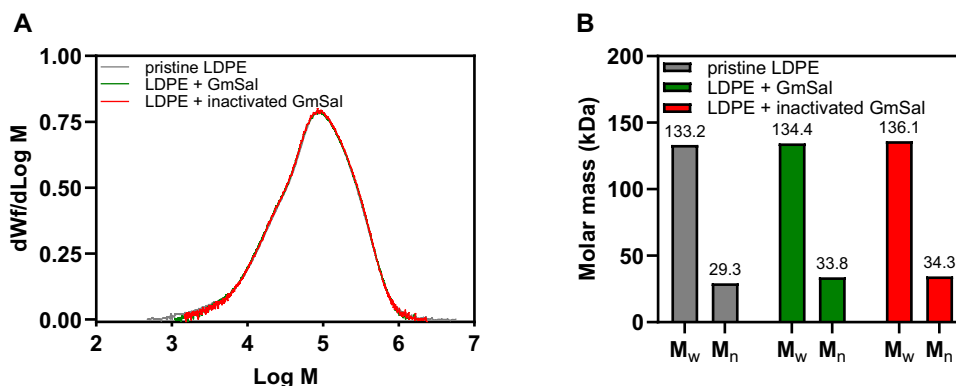 A
dWf/dLog M
1.00
0.75
0.50
0.25
0.00
pristine LDPE
LDPE + GmSal
LDPE + inactivated GmSal
2 3 4 5 6 7
Log M
B
Molar mass (kDa)
200
150
100
50
0
pristine LDPE
LDPE + GmSal
LDPE + inactivated GmSal
133.2 134.4 136.1
29.3 33.8 34.3
Mw Mn Mw Mn Mw Mn